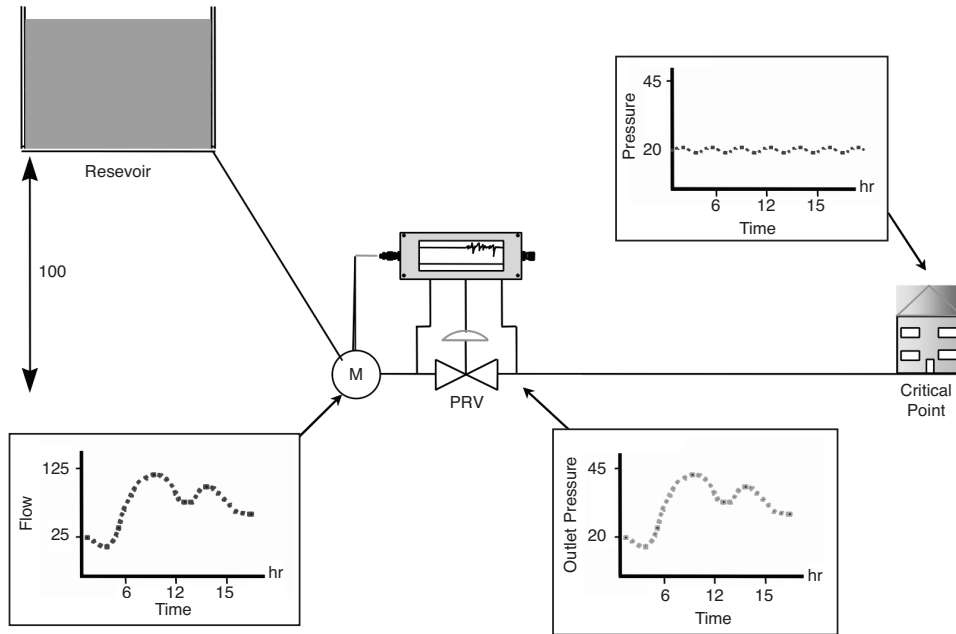 Resevoir
100
M
PRV
Pressure
45
20
6
12
15
hr
Time
Critical
Point
Flow
125
25
6
12
15
hr
Time
Outlet Pressure
45
20
6
12
15
hr
Time